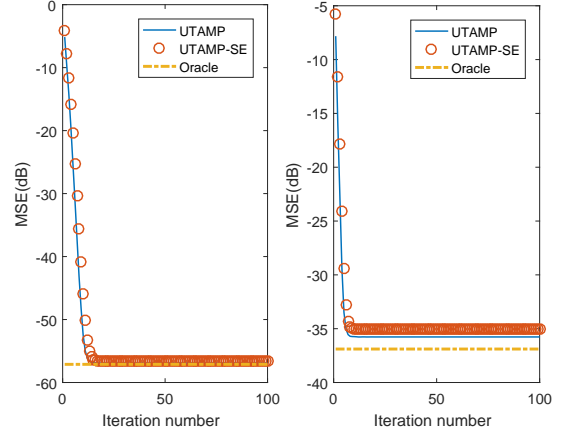 UTAMP
UTAMP-SE
Oracle
0
-10
-20
-30
-40
-50
-60
MSE(dB)
0
50
100
Iteration number
UTAMP
UTAMP-SE
Oracle
-5
-10
-15
-20
-25
-30
-35
-40
MSE(dB)
0
50
100
Iteration number